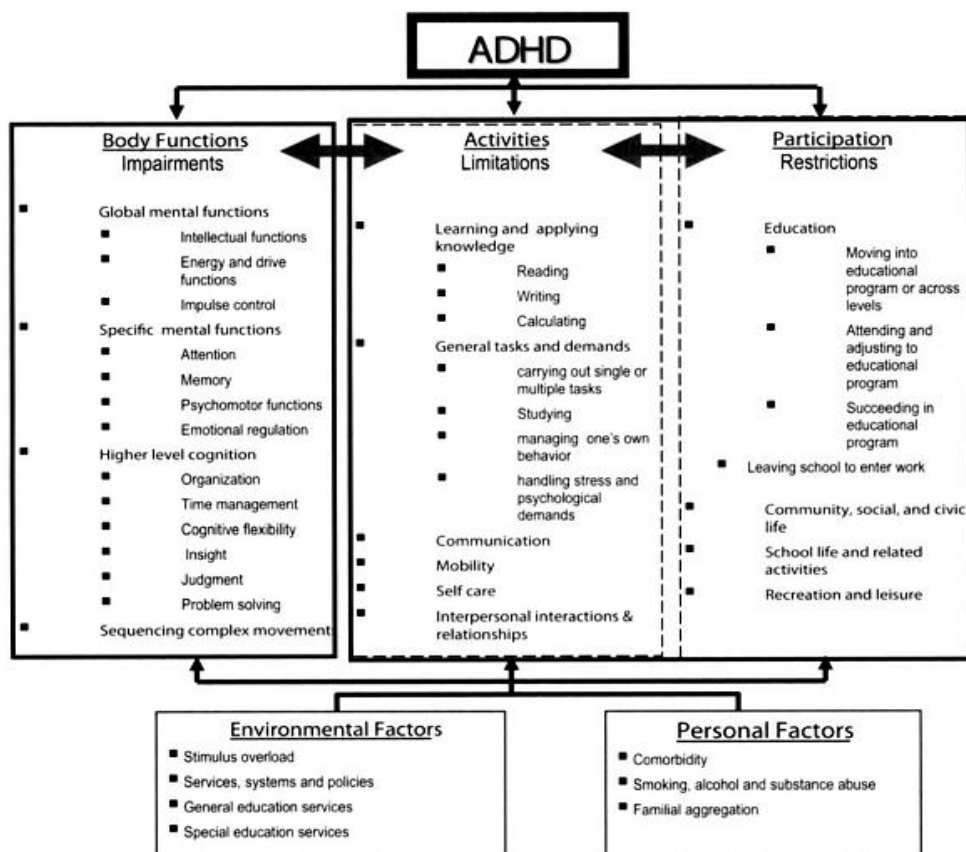 ADHD
Body Functions
Impairments
Global mental functions
Intellectual functions
Energy and drive
functions
Impulse control
Specific mental functions
Attention
Memory
Psychomotor functions
Emotional regulation
Higher level cognition
Organization
Time management
Cognitive flexibility
Insight
Judgment
Problem solving
Sequencing complex movement
Activities
Limitations
Learning and applying
knowledge
Reading
Writing
Calculating
General tasks and demands
carrying out single or
multiple tasks
Studying
managing one's own
behavior
handling stress and
psychological
demands
Communication
Mobility
Self care
Interpersonal interactions &
relationships
Participation
Restrictions
Education
Moving into
educational
program or across
levels
Attending and
adjusting to
educational
program
Succeeding in
educational
program
Leaving school to enter work
Community, social, and civic
life
School life and related
activities
Recreation and leisure
Environmental Factors
Stimulus overload
Services, systems and policies
General education services
Special education services
Personal Factors
Comorbidity
Smoking, alcohol and substance abuse
Familial aggregation